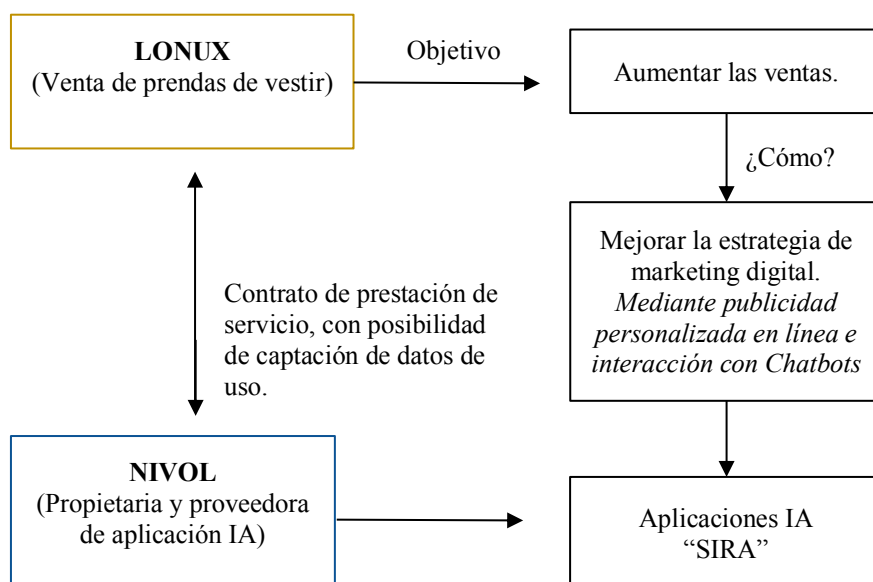 LONUX
(Venta de prendas de vestir)
Objetivo
Aumentar las ventas.
¿Cómo?
Mejorar la estrategia de
marketing digital.
Mediante publicidad
personalizada en línea e
interacción con Chatbots
Contrato de prestación de
servicio, con posibilidad
de captación de datos de
uso.
NIVOL
(Propietaria y proveedora
de aplicación IA)
Aplicaciones IA
“SIRA”